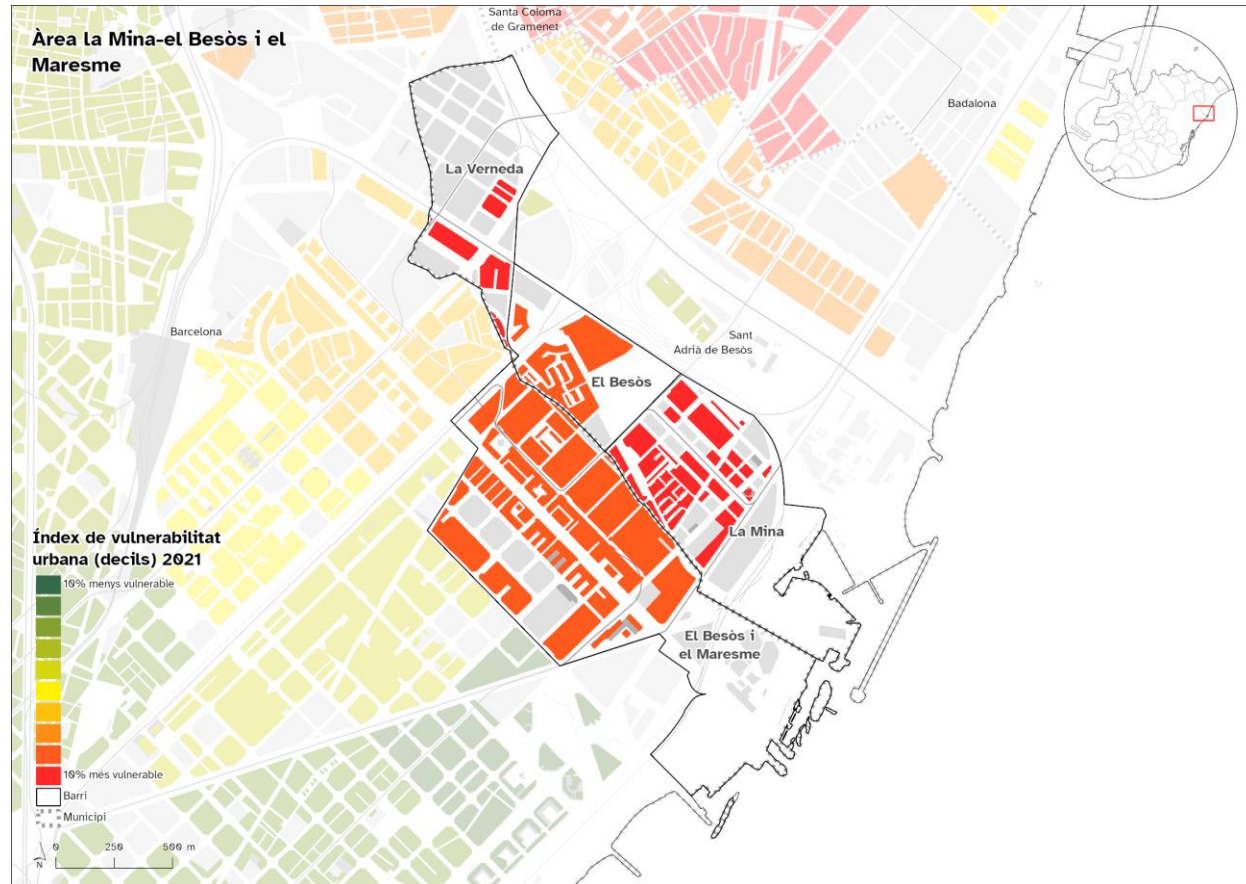 Àrea la Mina-el Besòs i el
Maresme
Santa Coloma
de Gramenet
Badalona
La Verneda
Barcelona
Sant
Adrià de Besòs
El Besòs
La Mina
El Besòs i
el Maresme
Índex de vulnerabilitat
urbana (decils) 2021
10% menys vulnerable
10% més vulnerable
Barri
Municipi
N
0 250 500 m